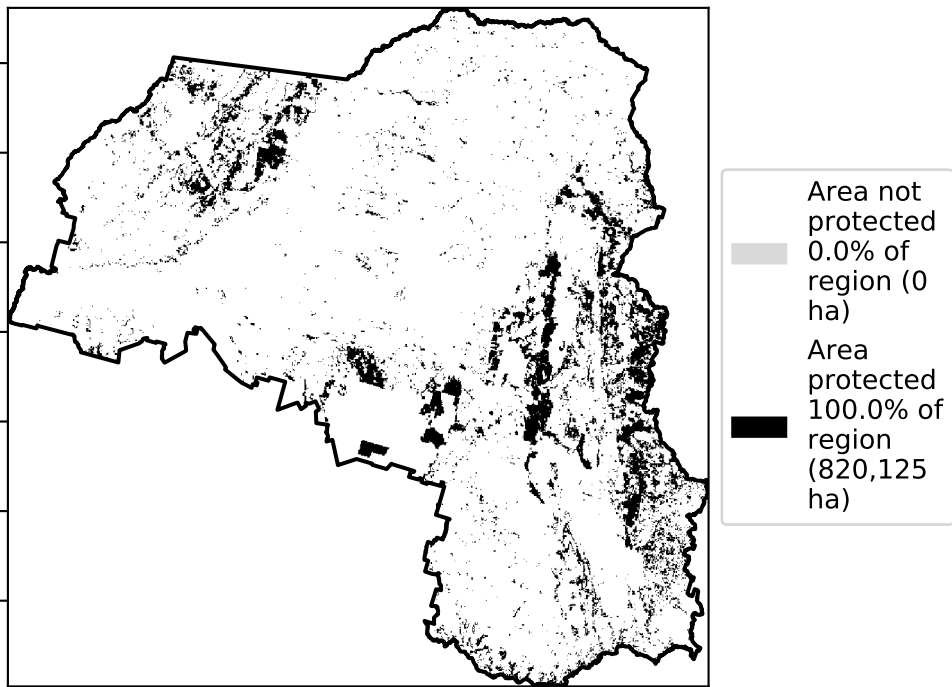 Area not
protected
0.0% of
region (0
ha)
Area
protected
100.0% of
region
(820,125
ha)